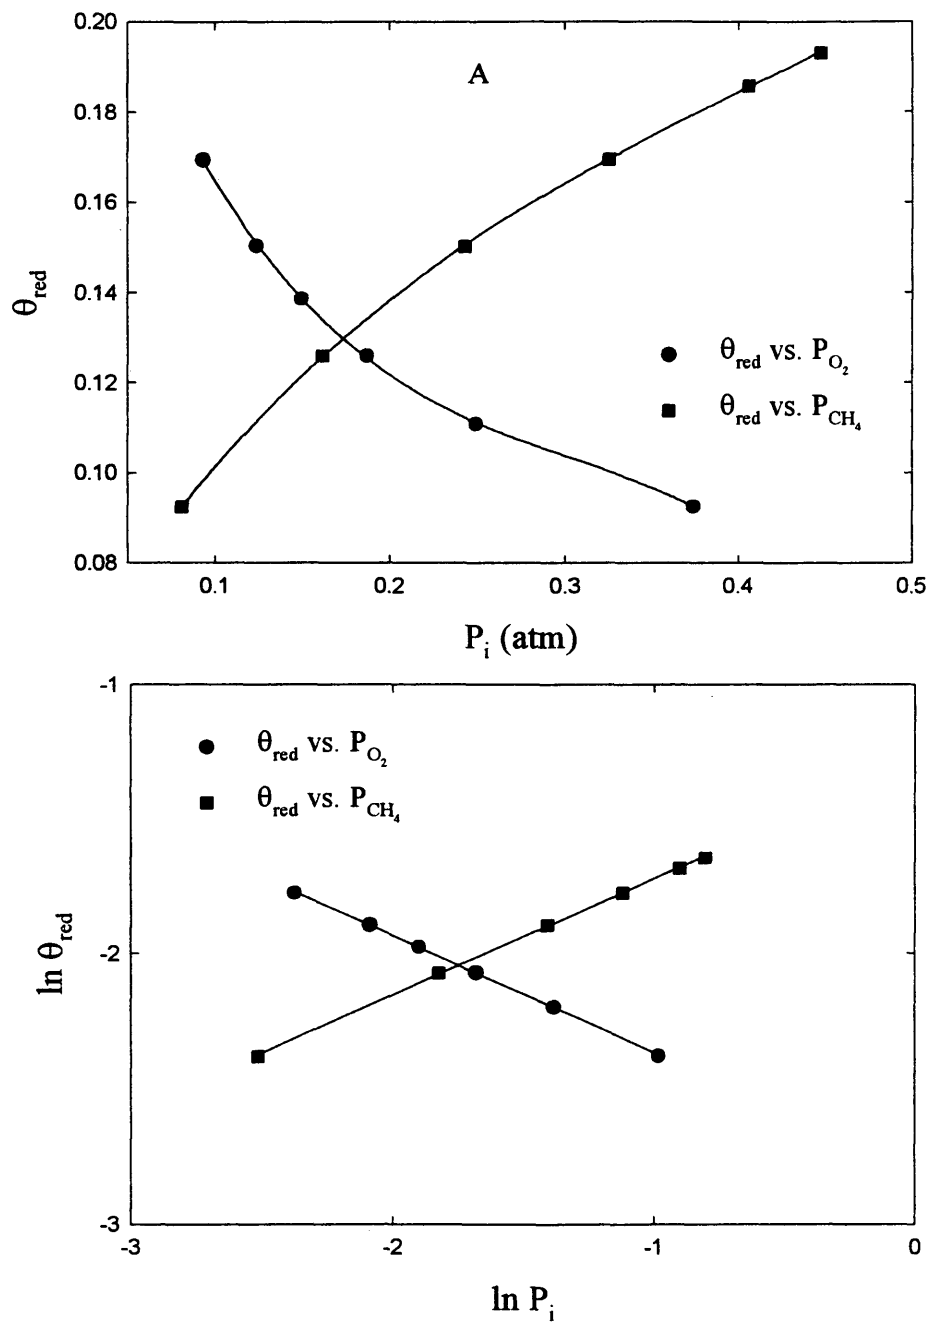 0.20
A
0.18
0.16
0.14
0.12
0.10
0.08
θred
θred vs. PO2
θred vs. PCH4
0.1 0.2 0.3 0.4 0.5
Pi (atm)
-1
θred vs. PO2
θred vs. PCH4
ln θred
-2
-3
-3 -2 -1 0
ln Pi